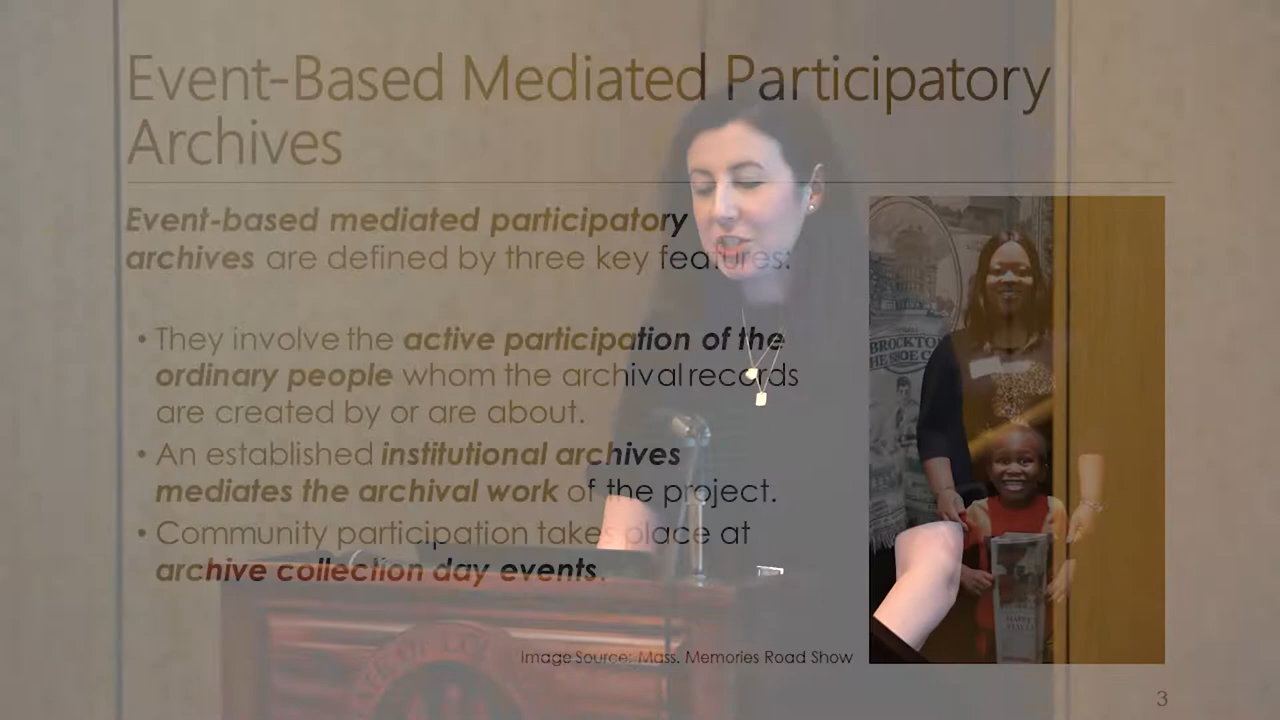 Event-Based Mediated Participatory
Archives
Event-based mediated participatory
archives are defined by three key features:
• They involve the active participation of the
ordinary people whom the archival records
are created by or are about.
• An established institutional archives
mediates the archival work of the project.
• Community participation takes place at
archive collection day events.
BROCKTON
SHOE C
Image Source: Mass. Memories Road Show
3